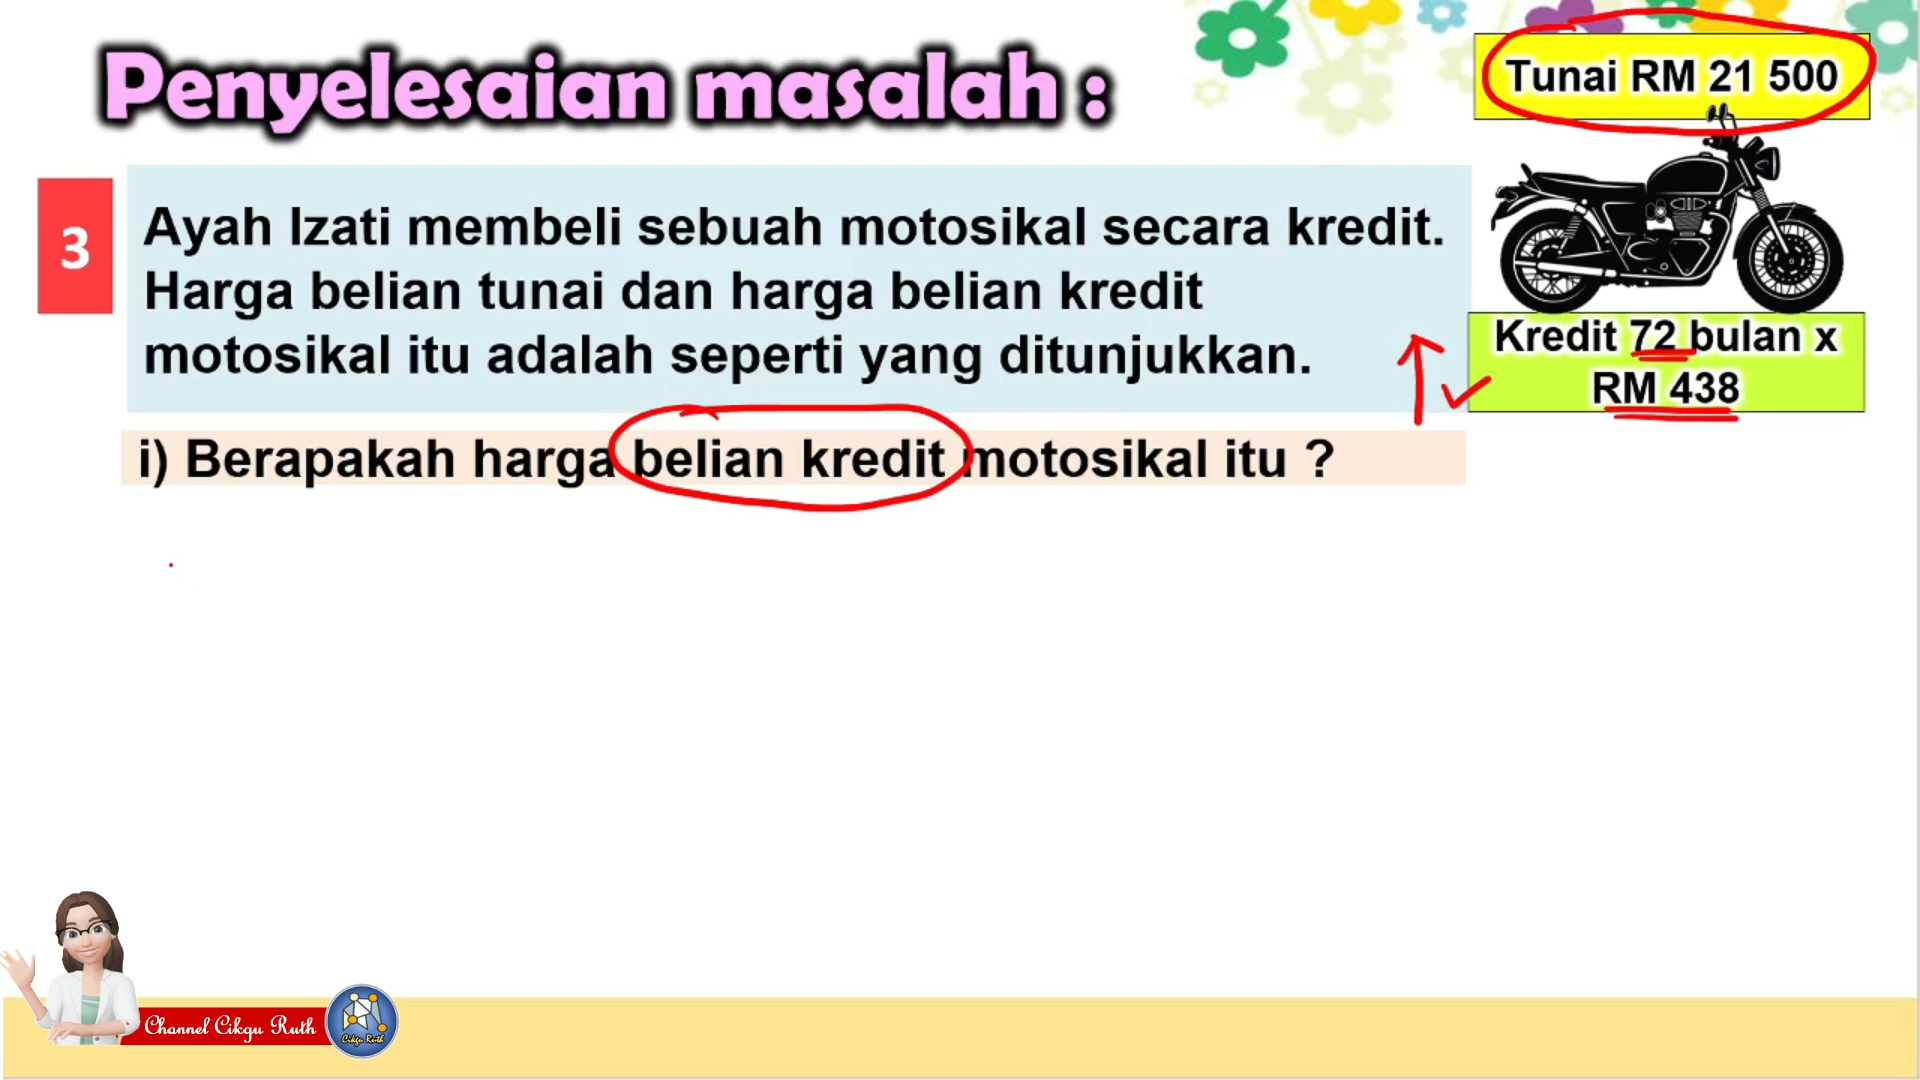 Penyelesaian masalah :
Tunai RM 21 500
3
Ayah Izati membeli sebuah motosikal secara kredit.
Harga belian tunai dan harga belian kredit
motosikal itu adalah seperti yang ditunjukkan.
Kredit 72 bulan x
RM 438
i) Berapakah harga belian kredit motosikal itu ?
Channel Cikgu Ruth
Cikgu Ruth